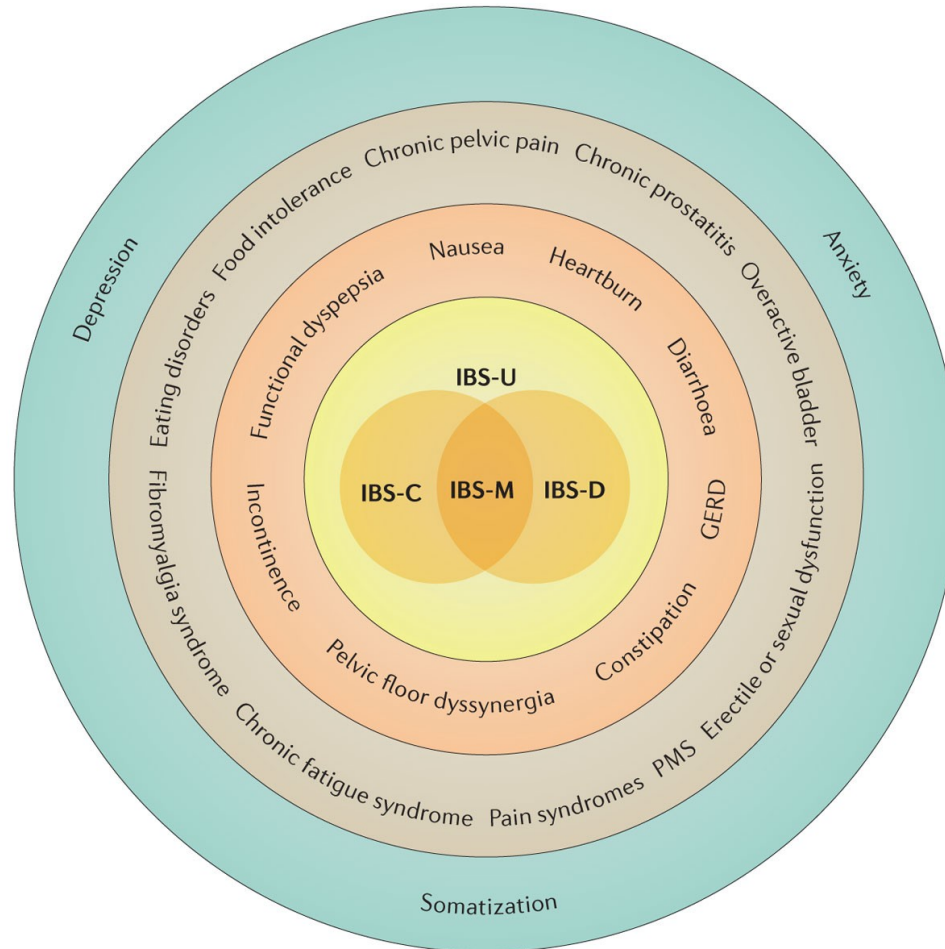 Depression
Anxiety
Somatization
Chronic pelvic pain
Chronic prostatitis
Overactive bladder
Erectile or sexual dysfunction
PMS
Pain syndromes
Chronic fatigue syndrome
Fibromyalgia syndrome
Eating disorders
Food intolerance
Nausea
Heartburn
Diarrhoea
GERD
Constipation
Pelvic floor dyssynergia
Incontinence
Functional dyspepsia
IBS-U
IBS-C
IBS-M
IBS-D